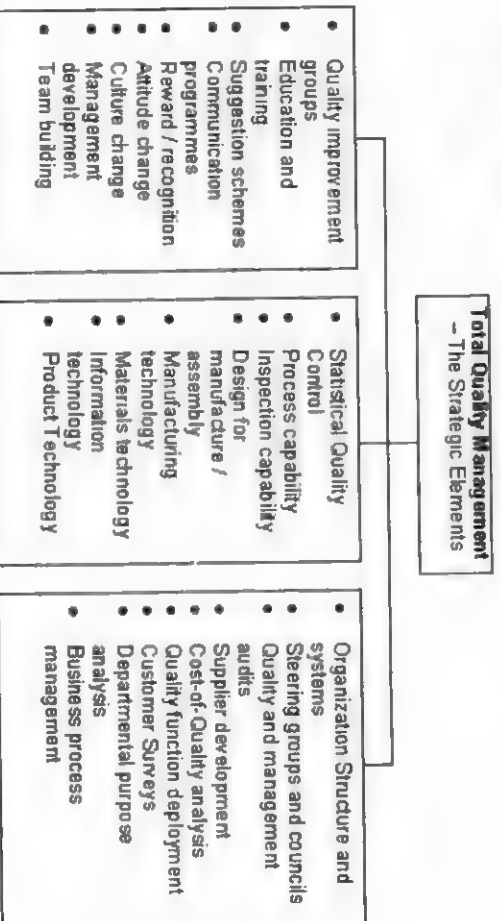 Total Quality Management
– The Strategic Elements
• Quality improvement
groups
• Education and
training
• Suggestion schemes
• Communication
programmes
• Reward / recognition
• Attitude change
• Culture change
• Management
development
• Team building
• Statistical Quality
Control
• Process capability
• Inspection capability
• Design for
manufacture /
assembly
• Manufacturing
technology
• Materials technology
• Information
technology
• Product Technology
• Organization Structure and
systems
• Steering groups and councils
• Quality and management
audits
• Supplier development
• Cost-of-Quality analysis
• Quality function deployment
• Customer Surveys
• Departmental purpose
analysis
• Business process
management